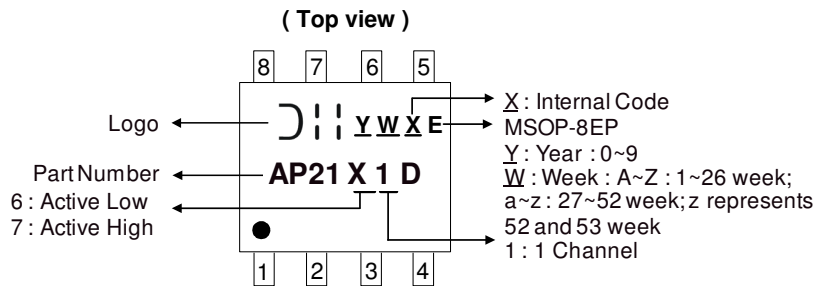 ( Top view )
8 7 6 5
Logo
Y W X E
X : Internal Code
MSOP-8EP
Y : Year : 0~9
W : Week : A~Z : 1~26 week;
a~z : 27~52 week; z represents
52 and 53 week
1 : 1 Channel
Part Number
AP21 X 1 D
6 : Active Low
7 : Active High
1 2 3 4